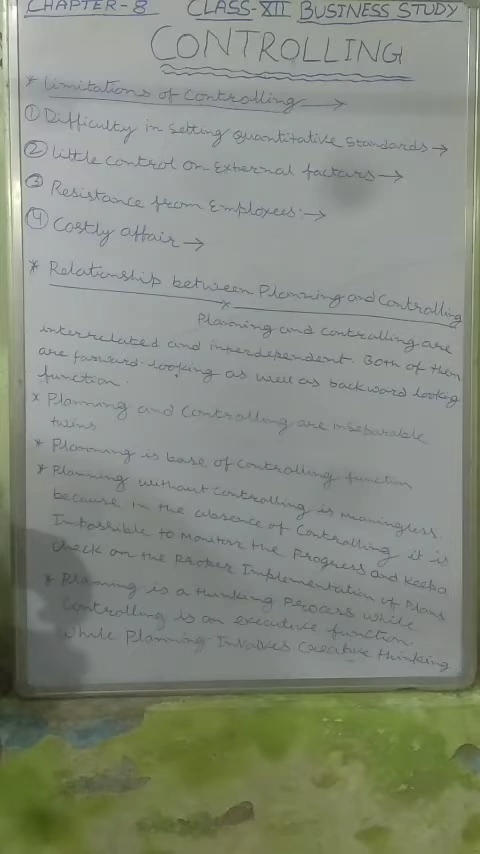 CHAPTER-8 CLASS-XII BUSINESS STUDY
CONTROLLING
* Limitations of Controlling →
① Difficulty in Setting Quantitative Standards →
② Little control on External factors →
③ Resistance from Employees: →
④ Costly affair →
* Relationship between Planning and Controlling
Planning and Controlling are
interrelated and interdependent. Both of them
are forward-looking as well as backward looking
function.
* Planning and Controlling are inseparable
twins
* Planning is base of controlling function
* Planning without controlling is meaningless.
because in the absence of Controlling it is
Impossible to monitor the Progress and keep a
check on the Proper Implementation of Plans
* Planning is a thinking Process while
Controlling is an executive function.
while Planning Involves Creative thinking